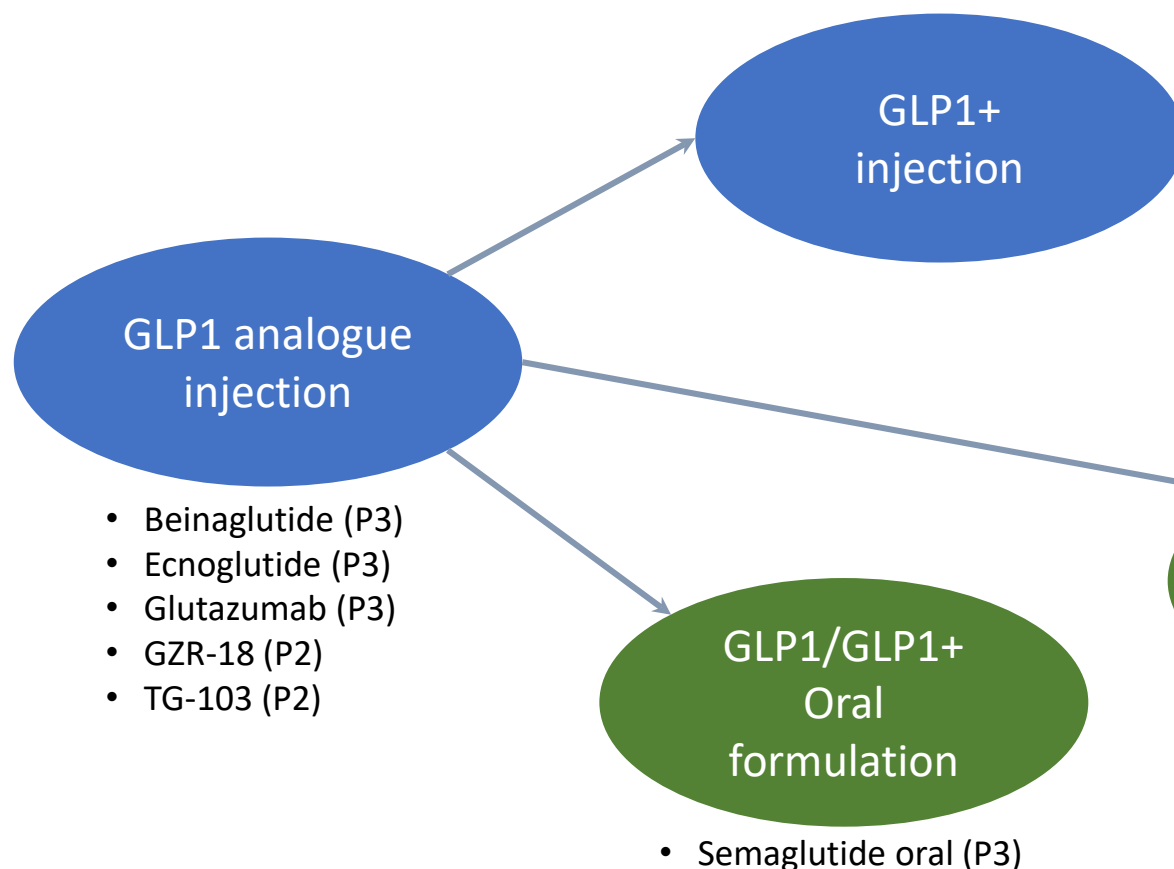 GLP1+
injection
GLP1 analogue
injection
• Beinaglutide (P3)
• Ecnoglutide (P3)
• Glutazumab (P3)
• GZR-18 (P2)
• TG-103 (P2)
GLP1/GLP1+
Oral
formulation
• Semaglutide oral (P3)